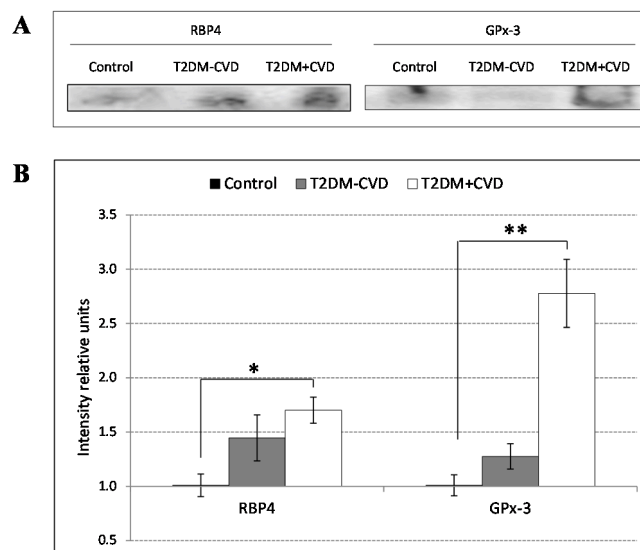 A
RBP4 GPx-3
Control T2DM-CVD T2DM+CVD Control T2DM-CVD T2DM+CVD
B
Control T2DM-CVD T2DM+CVD
3.5
**
3.0
2.5
Intensity relative units
2.0
*
1.5
1.0
RBP4 GPx-3
0.5